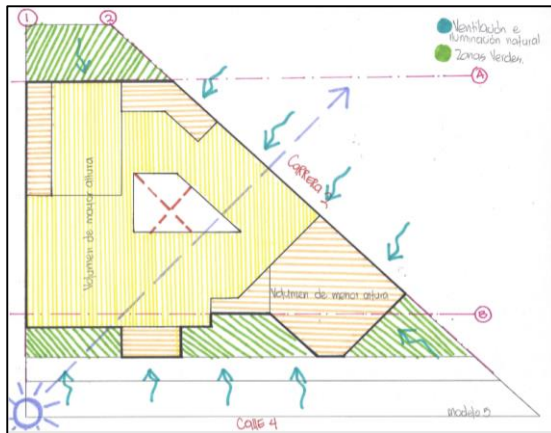 1
2
Ventilación e
iluminación natural
Zonas Verdes.
A
CARRERA
Volumen de mayor altura
Volumen de menor altura
B
CALLE 4
modelo 5